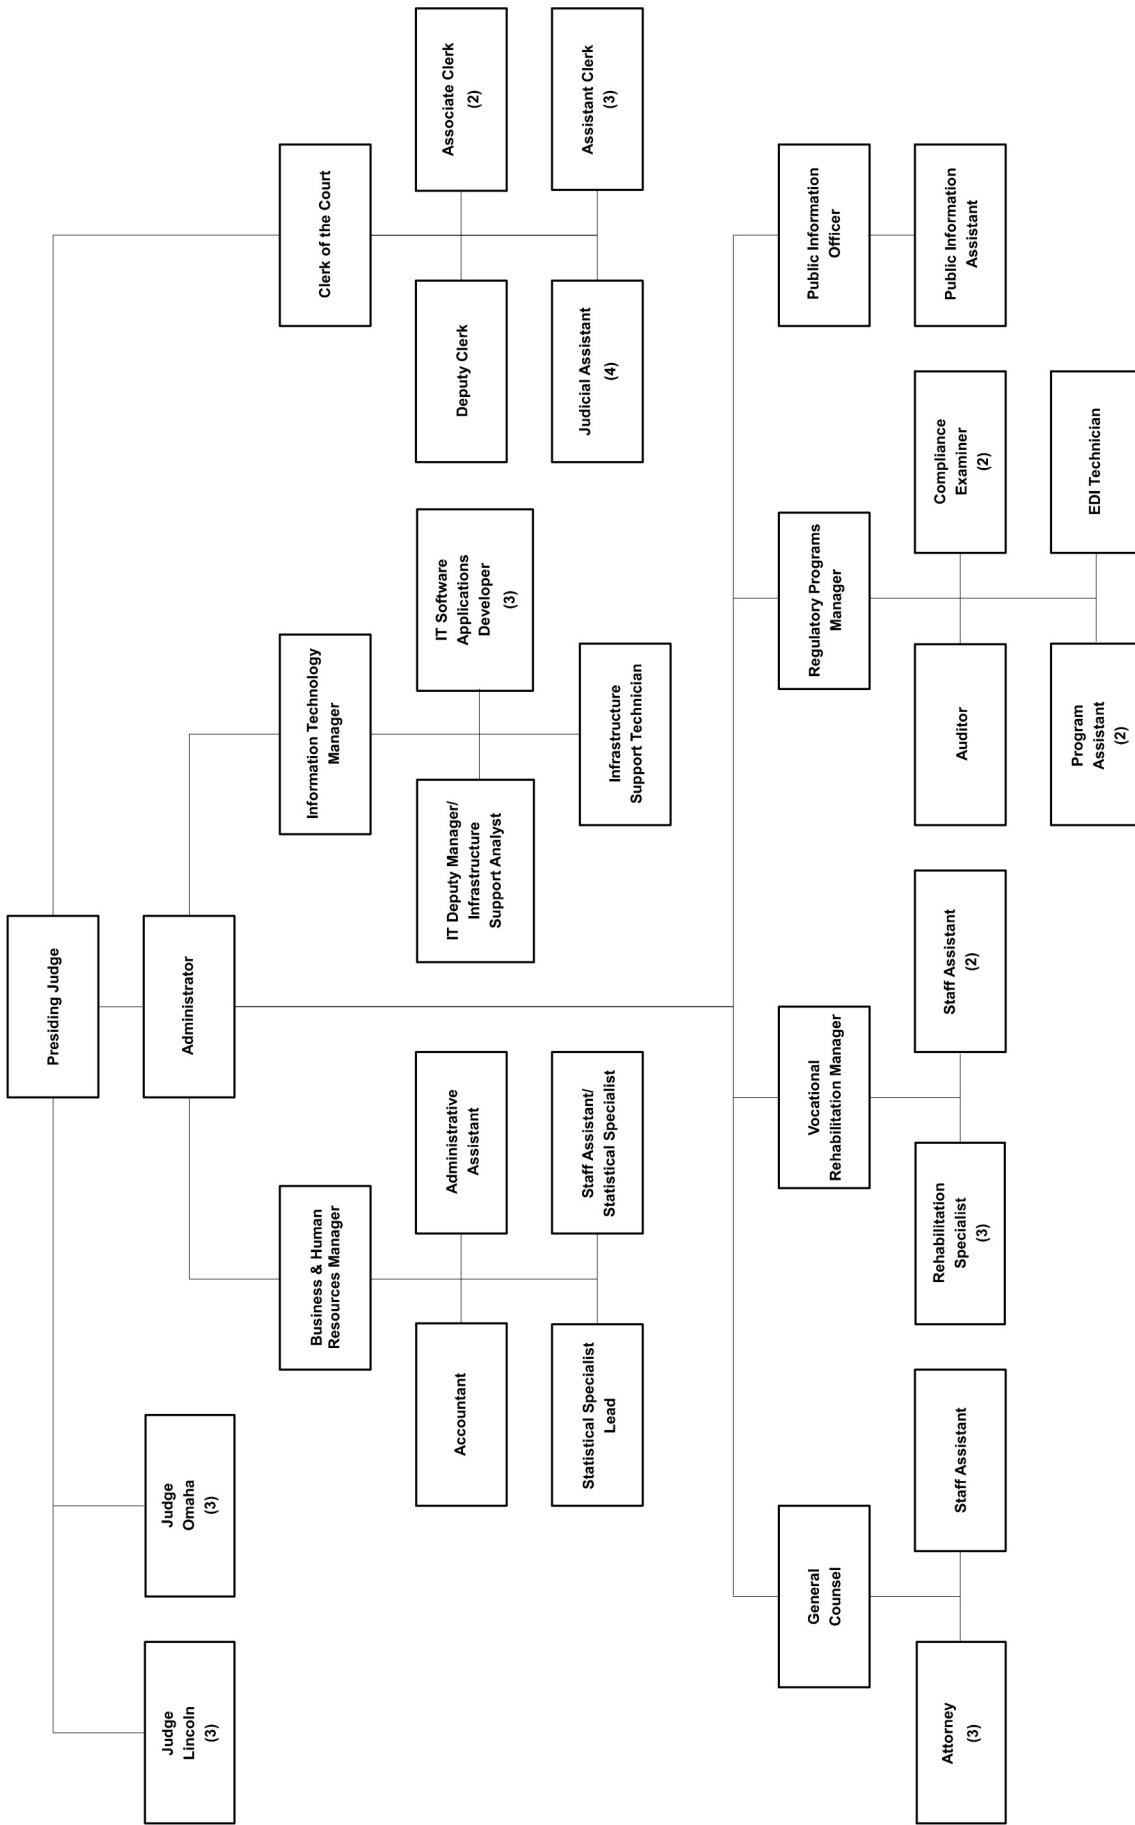 Presiding Judge
Judge
Lincoln
(3)
Judge
Omaha
(3)
Administrator
Business & Human
Resources Manager
Information Technology
Manager
Clerk of the Court
Accountant
Administrative
Assistant
IT Deputy Manager/
Infrastructure
Support Analyst
IT Software
Applications
Developer
(3)
Deputy Clerk
Associate Clerk
(2)
Statistical Specialist
Lead
Staff Assistant/
Statistical Specialist
Infrastructure
Support Technician
Judicial Assistant
(4)
Assistant Clerk
(3)
General
Counsel
Vocational
Rehabilitation Manager
Regulatory Programs
Manager
Public Information
Officer
Attorney
(3)
Staff Assistant
Rehabilitation
Specialist
(3)
Staff Assistant
(2)
Auditor
Compliance
Examiner
(2)
Public Information
Assistant
Program
Assistant
(2)
EDI Technician